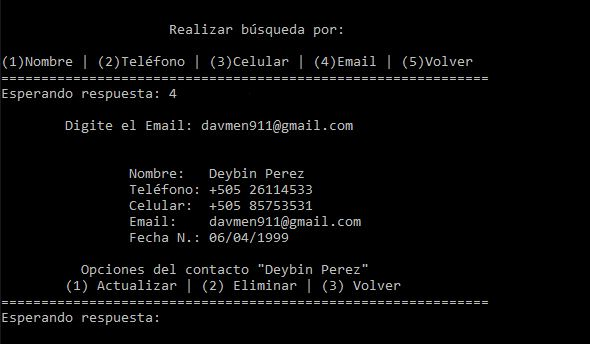 Realizar búsqueda por:
(1)Nombre | (2)Teléfono | (3)Celular | (4)Email | (5)Volver
=============================================================
Esperando respuesta: 4
Digite el Email: davmen911@gmail.com
Nombre: Deybin Perez
Teléfono: +505 26114533
Celular: +505 85753531
Email: davmen911@gmail.com
Fecha N.: 06/04/1999
Opciones del contacto "Deybin Perez"
(1) Actualizar | (2) Eliminar | (3) Volver
=============================================================
Esperando respuesta: